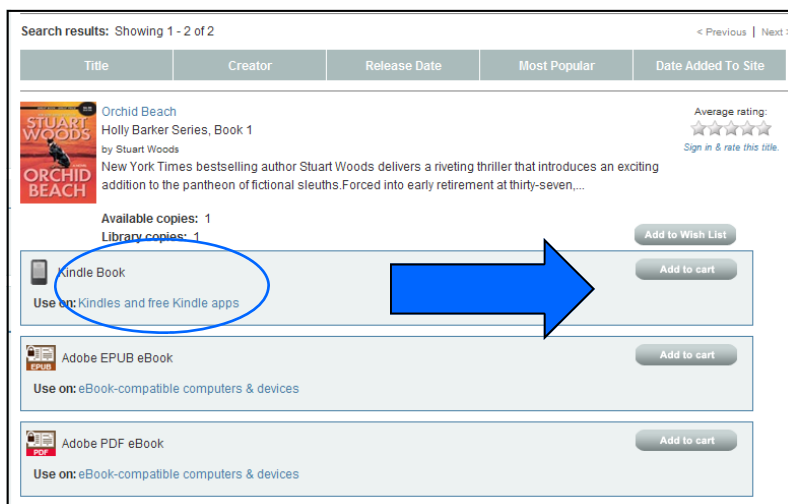 Search results: Showing 1 - 2 of 2
< Previous | Next >
Title Creator Release Date Most Popular Date Added To Site
STUART
WOODS
ORCHID
BEACH
Orchid Beach
Holly Barker Series, Book 1
by Stuart Woods
New York Times bestselling author Stuart Woods delivers a riveting thriller that introduces an exciting
addition to the pantheon of fictional sleuths.Forced into early retirement at thirty-seven,...
Average rating:
Sign in & rate this title.
Available copies: 1
Library copies: 1
Add to Wish List
Kindle Book
Add to cart
Use on: Kindles and free Kindle apps
EPUB
Adobe EPUB eBook
Add to cart
Use on: eBook-compatible computers & devices
PDF
Adobe PDF eBook
Add to cart
Use on: eBook-compatible computers & devices